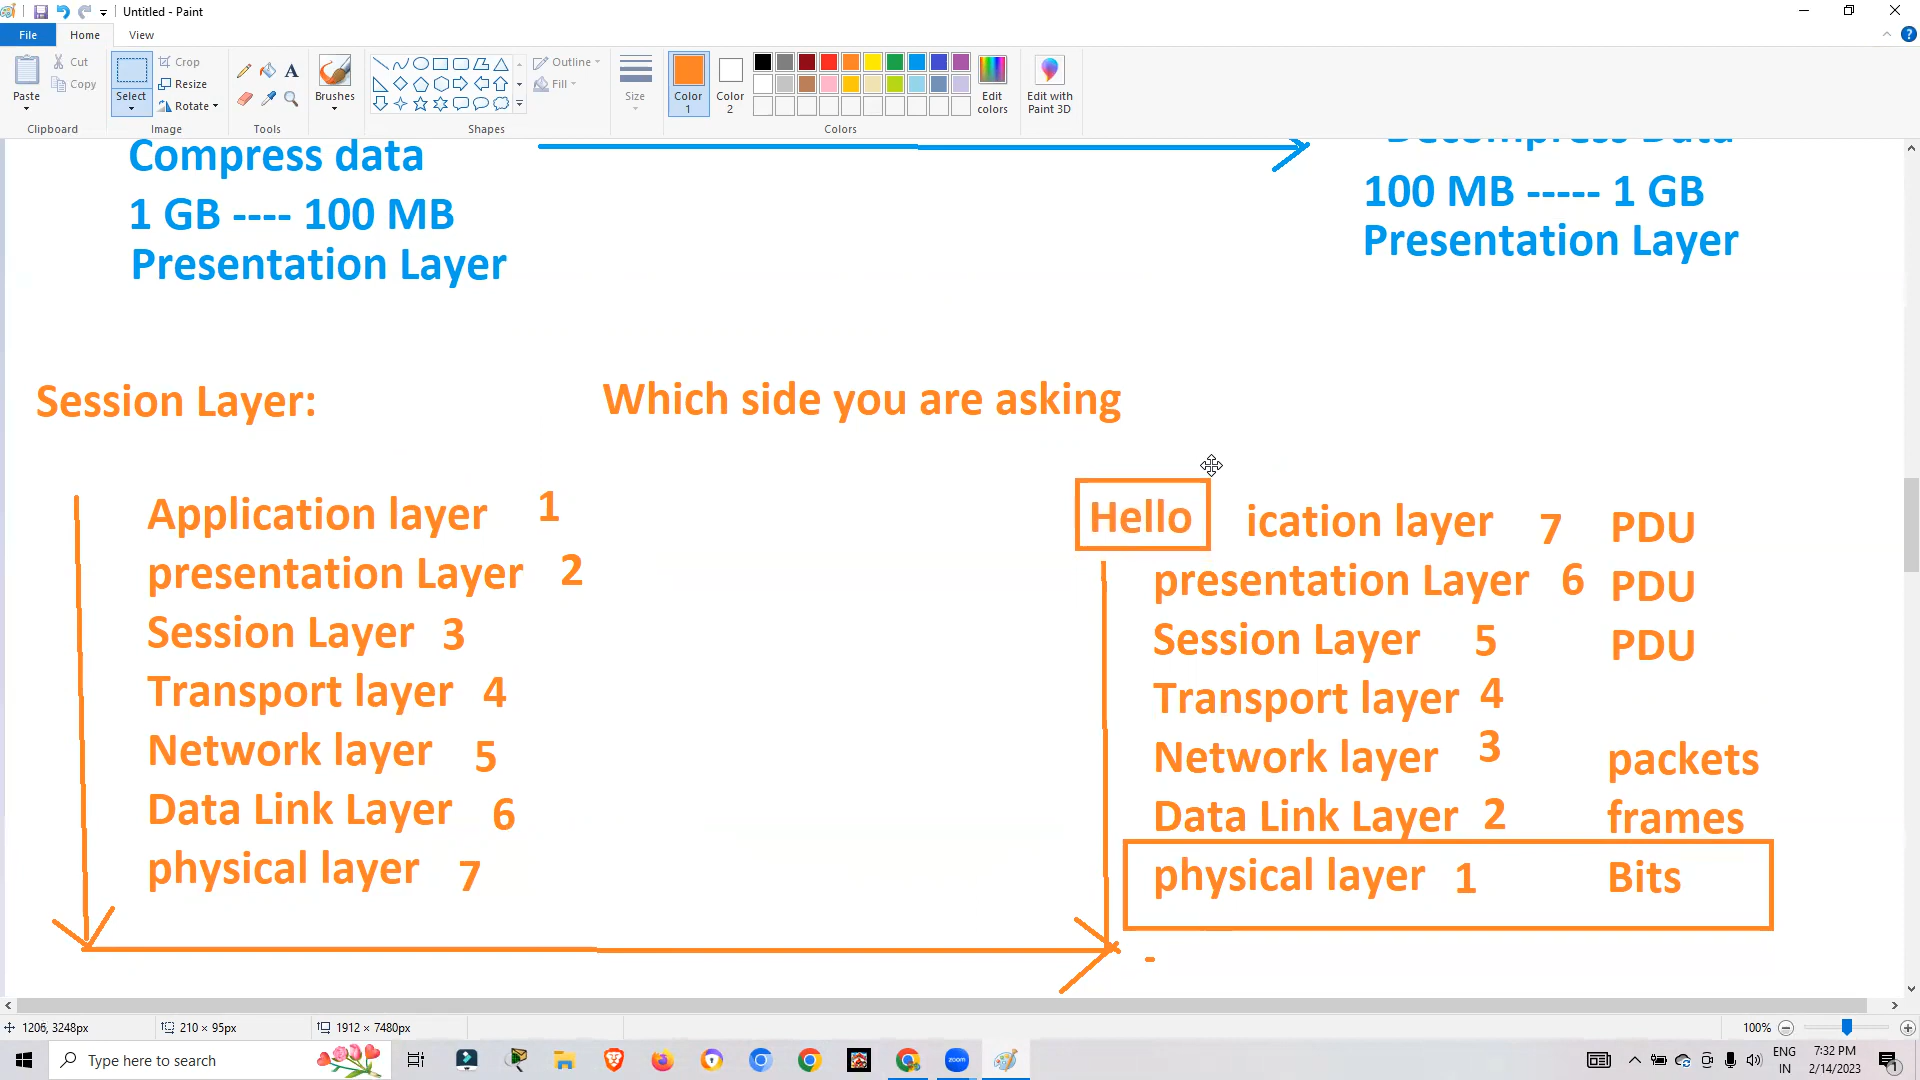 Untitled - Paint
File Home View
Paste
Cut
Copy
Clipboard
Select
Crop
Resize
Rotate
Image
A
Tools
Brushes
Shapes
Outline
Fill
Size
Color 1
Color 2
Edit colors
Colors
Edit with Paint 3D
Compress data
1 GB ---- 100 MB
Presentation Layer
Decompress Data
100 MB ----- 1 GB
Presentation Layer
Session Layer:
Which side you are asking
Application layer 1
presentation Layer 2
Session Layer 3
Transport layer 4
Network layer 5
Data Link Layer 6
physical layer 7
Hello ication layer 7 PDU
presentation Layer 6 PDU
Session Layer 5 PDU
Transport layer 4
Network layer 3 packets
Data Link Layer 2 frames
physical layer 1 Bits
-
1206, 3248px
210 × 95px
1912 × 7480px
100%
Type here to search
zoom
ENG
IN
7:32 PM
2/14/2023
1